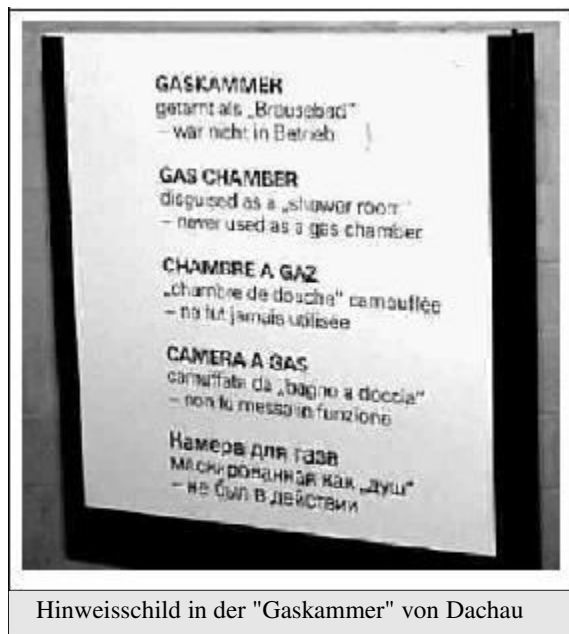 GASKAMMER
getarnt als „Brausebad“
– war nicht in Betrieb
GAS CHAMBER
disguised as a „shower room“
– never used as a gas chamber
CHAMBRE A GAZ
„chambre de douche“ camouflée
– ne fut jamais utilisée
CAMERA A GAS
camuffata da „bagno a doccia“
– non fu messa in funzione
Камера для газа
маскированная как „душ“
– не был в действии
Hinweisschild in der "Gaskammer" von Dachau